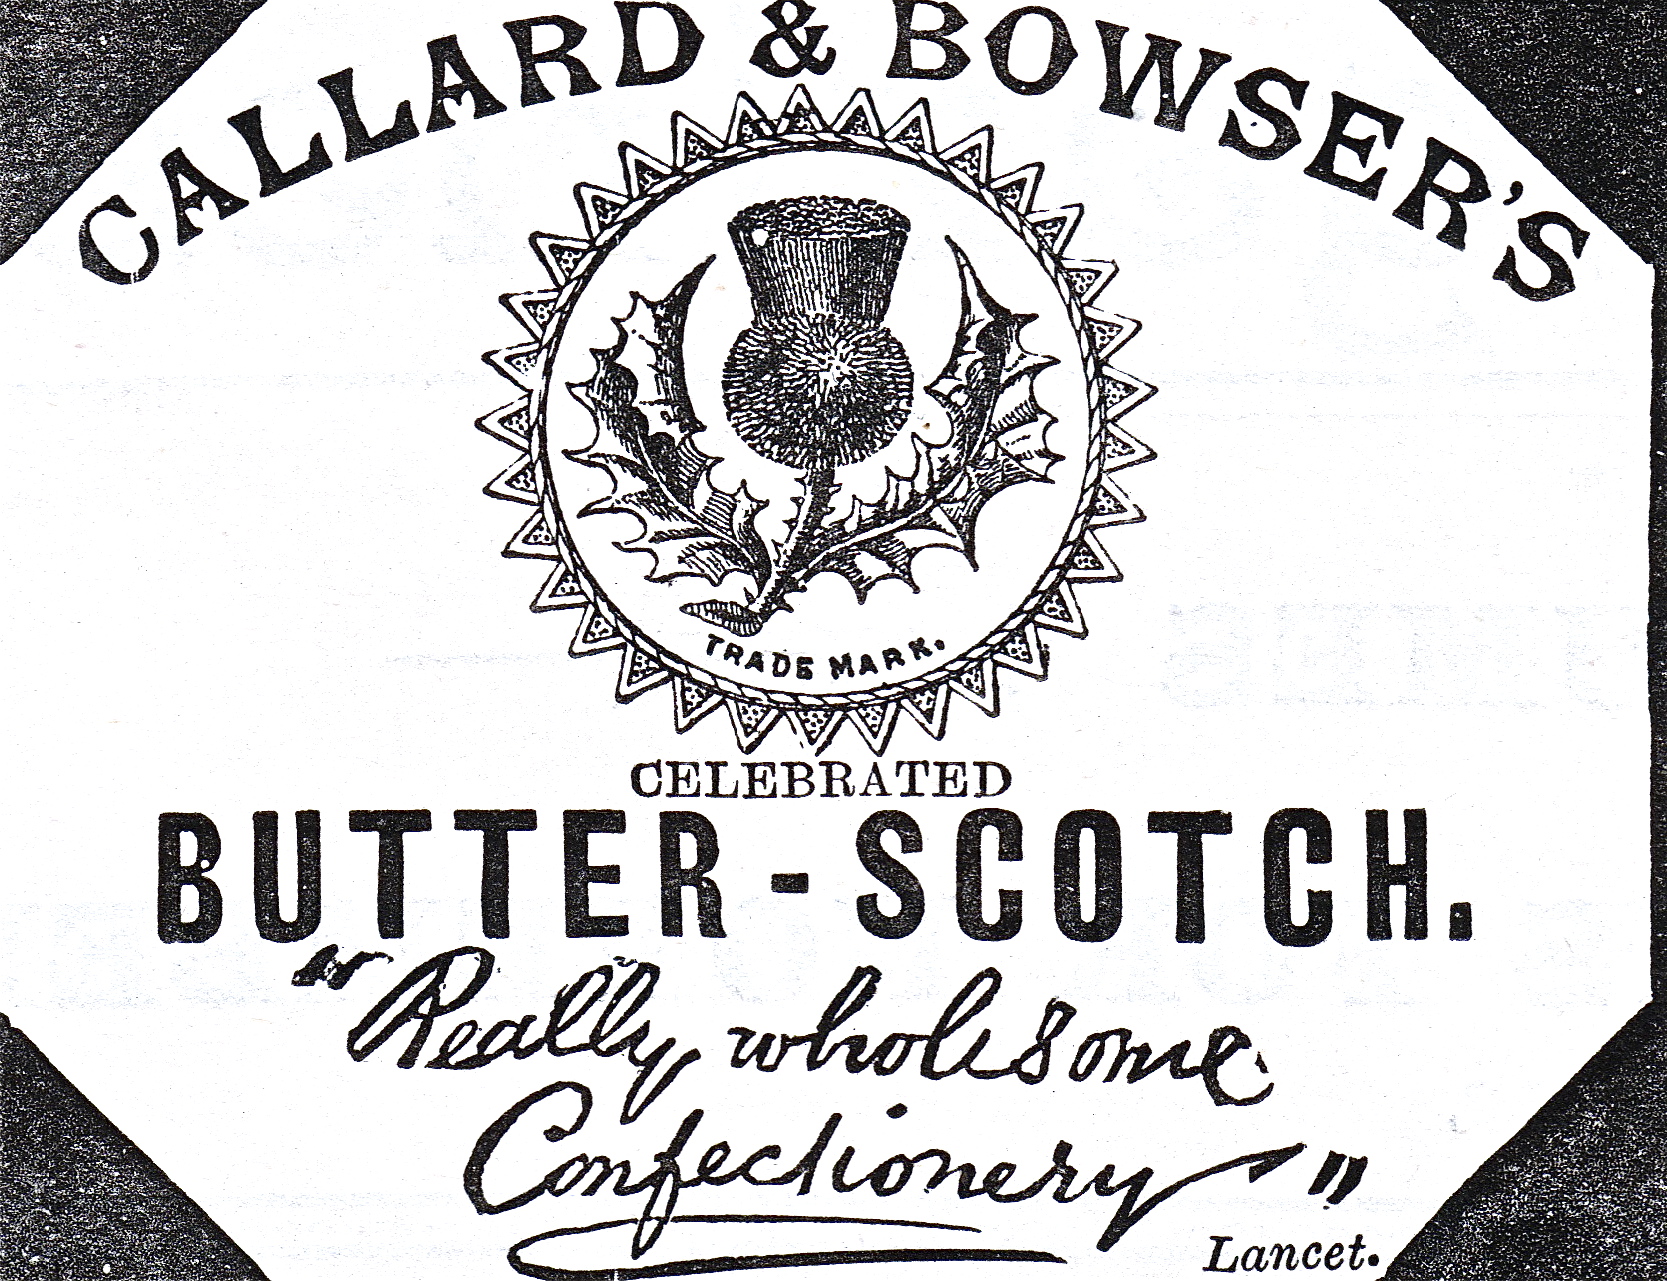 CALLARD & BOWSER'S
TRADE MARK.
CELEBRATED
BUTTER - SCOTCH.
"Really wholesome
Confectionery"
Lancet.